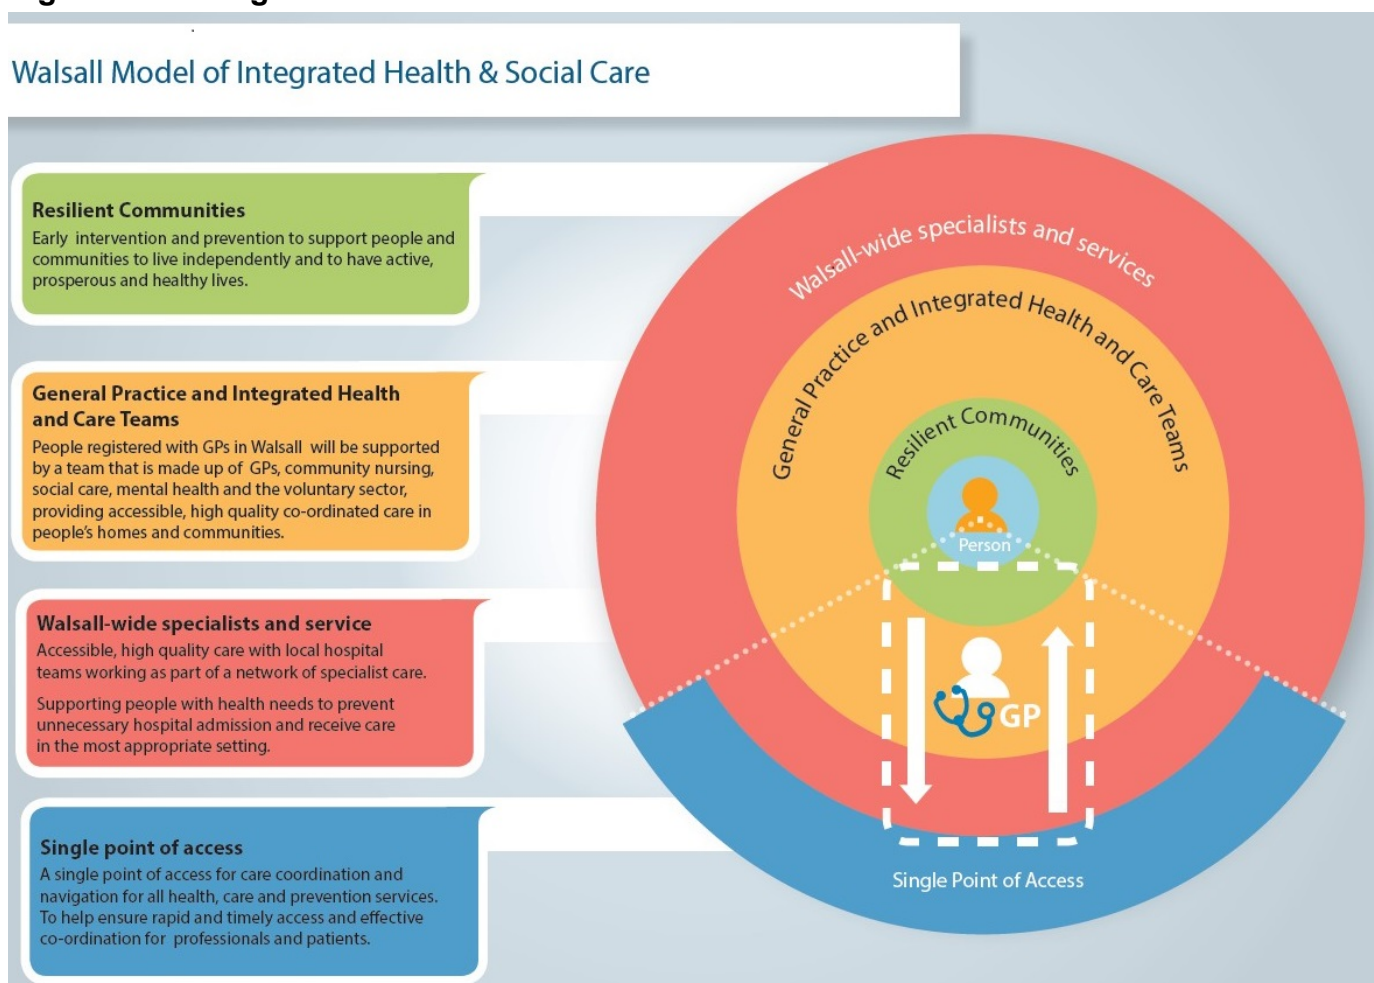 Walsall Model of Integrated Health & Social Care
Resilient Communities
Early intervention and prevention to support people and
communities to live independently and to have active,
prosperous and healthy lives.
General Practice and Integrated Health
and Care Teams
People registered with GPs in Walsall will be supported
by a team that is made up of GPs, community nursing,
social care, mental health and the voluntary sector,
providing accessible, high quality co-ordinated care in
people's homes and communities.
Walsall-wide specialists and service
Accessible, high quality care with local hospital
teams working as part of a network of specialist care.
Supporting people with health needs to prevent
unnecessary hospital admission and receive care
in the most appropriate setting.
Single point of access
A single point of access for care coordination and
navigation for all health, care and prevention services.
To help ensure rapid and timely access and effective
co-ordination for professionals and patients.
Walsall-wide specialists and services
General Practice and Integrated Health and Care Teams
Resilient Communities
Person
GP
Single Point of Access